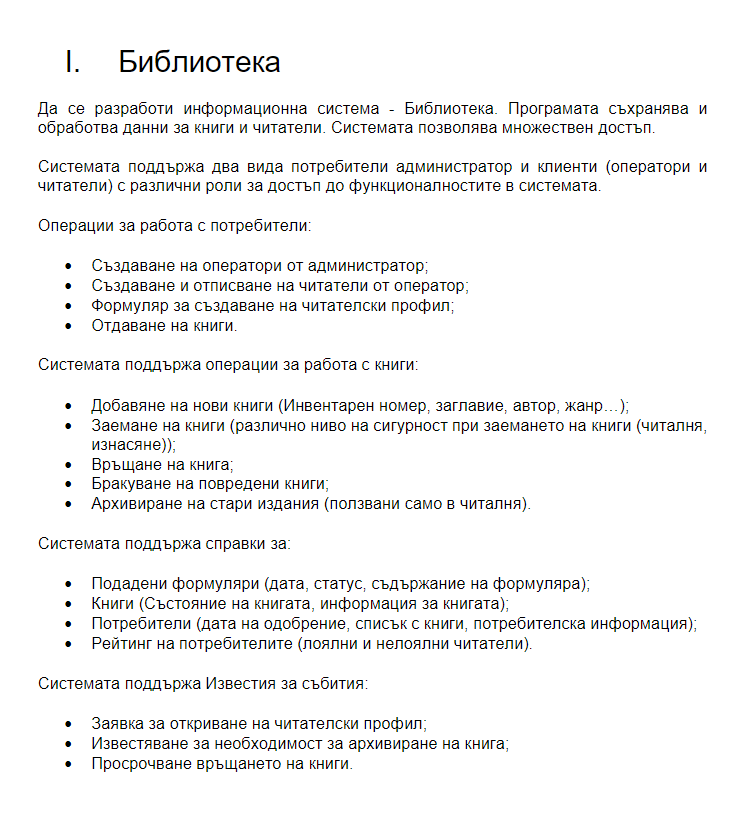 I. Библиотека
Да се разработи информационна система - Библиотека. Програмата съхранява и
обработва данни за книги и читатели. Системата позволява множествен достъп.
Системата поддържа два вида потребители администратор и клиенти (оператори и
читатели) с различни роли за достъп до функционалностите в системата.
Операции за работа с потребители:
• Създаване на оператори от администратор;
• Създаване и отписване на читатели от оператор;
• Формуляр за създаване на читателски профил;
• Отдаване на книги.
Системата поддържа операции за работа с книги:
• Добавяне на нови книги (Инвентарен номер, заглавие, автор, жанр…);
• Заемане на книги (различно ниво на сигурност при заемането на книги (читалня,
изнасяне));
• Връщане на книга;
• Бракуване на повредени книги;
• Архивиране на стари издания (ползвани само в читалня).
Системата поддържа справки за:
• Подадени формуляри (дата, статус, съдържание на формуляра);
• Книги (Състояние на книгата, информация за книгата);
• Потребители (дата на одобрение, списък с книги, потребителска информация);
• Рейтинг на потребителите (лоялни и нелоялни читатели).
Системата поддържа Известия за събития:
• Заявка за откриване на читателски профил;
• Известяване за необходимост за архивиране на книга;
• Просрочване връщането на книги.